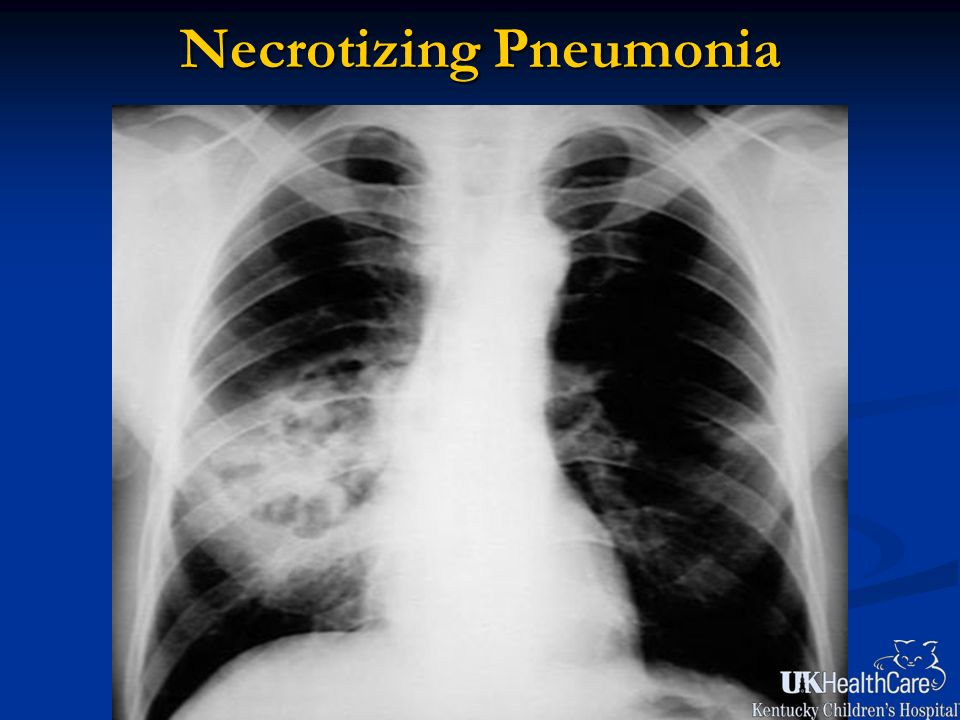 Necrotizing Pneumonia
UKHealthCare
Kentucky Children's Hospital